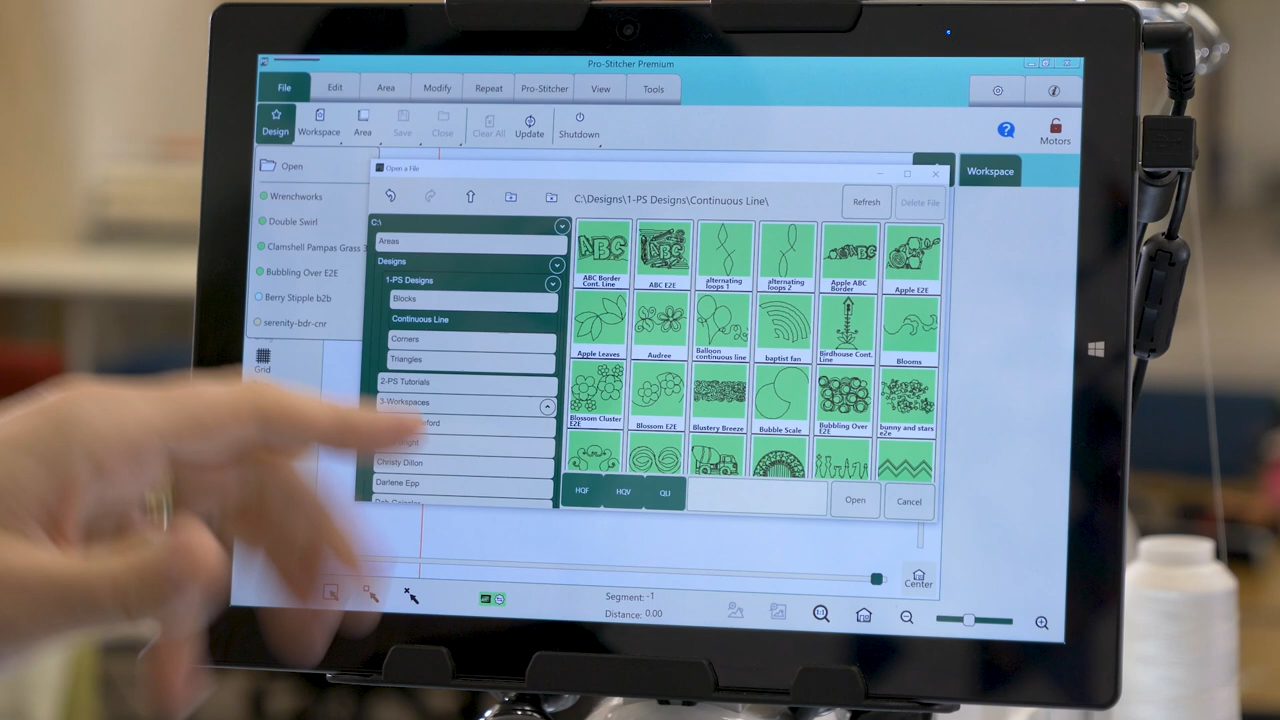 Pro-Stitcher Premium
File Edit Area Modify Repeat Pro-Stitcher View Tools
Design Workspace Area Save Close Clear All Update Shutdown
Motors
Open
Wrenchworks
Double Swirl
Clamshell Pampas Grass 3
Bubbling Over E2E
Berry Stipple b2b
serenity-bdr-cnr
Grid
Open a File
C:\Designs\1-PS Designs\Continuous Line\
Refresh
Delete File
Workspace
C:\
Areas
Designs
1-PS Designs
Blocks
Continuous Line
Corners
Triangles
2-PS Tutorials
3-Workspaces
Christy Dillon
Darlene Epp
ABC Border Cont. Line
ABC E2E
alternating loops 1
alternating loops 2
Apple ABC Border
Apple E2E
Apple Leaves
Audree
Balloon continuous line
baptist fan
Birdhouse Cont. Line
Blooms
Blossom Cluster E2E
Blossom E2E
Blustery Breeze
Bubble Scale
Bubbling Over E2E
bunny and stars e2e
HQF HQV QLI
Open
Cancel
Center
Segment: -1
Distance: 0.00
1:1